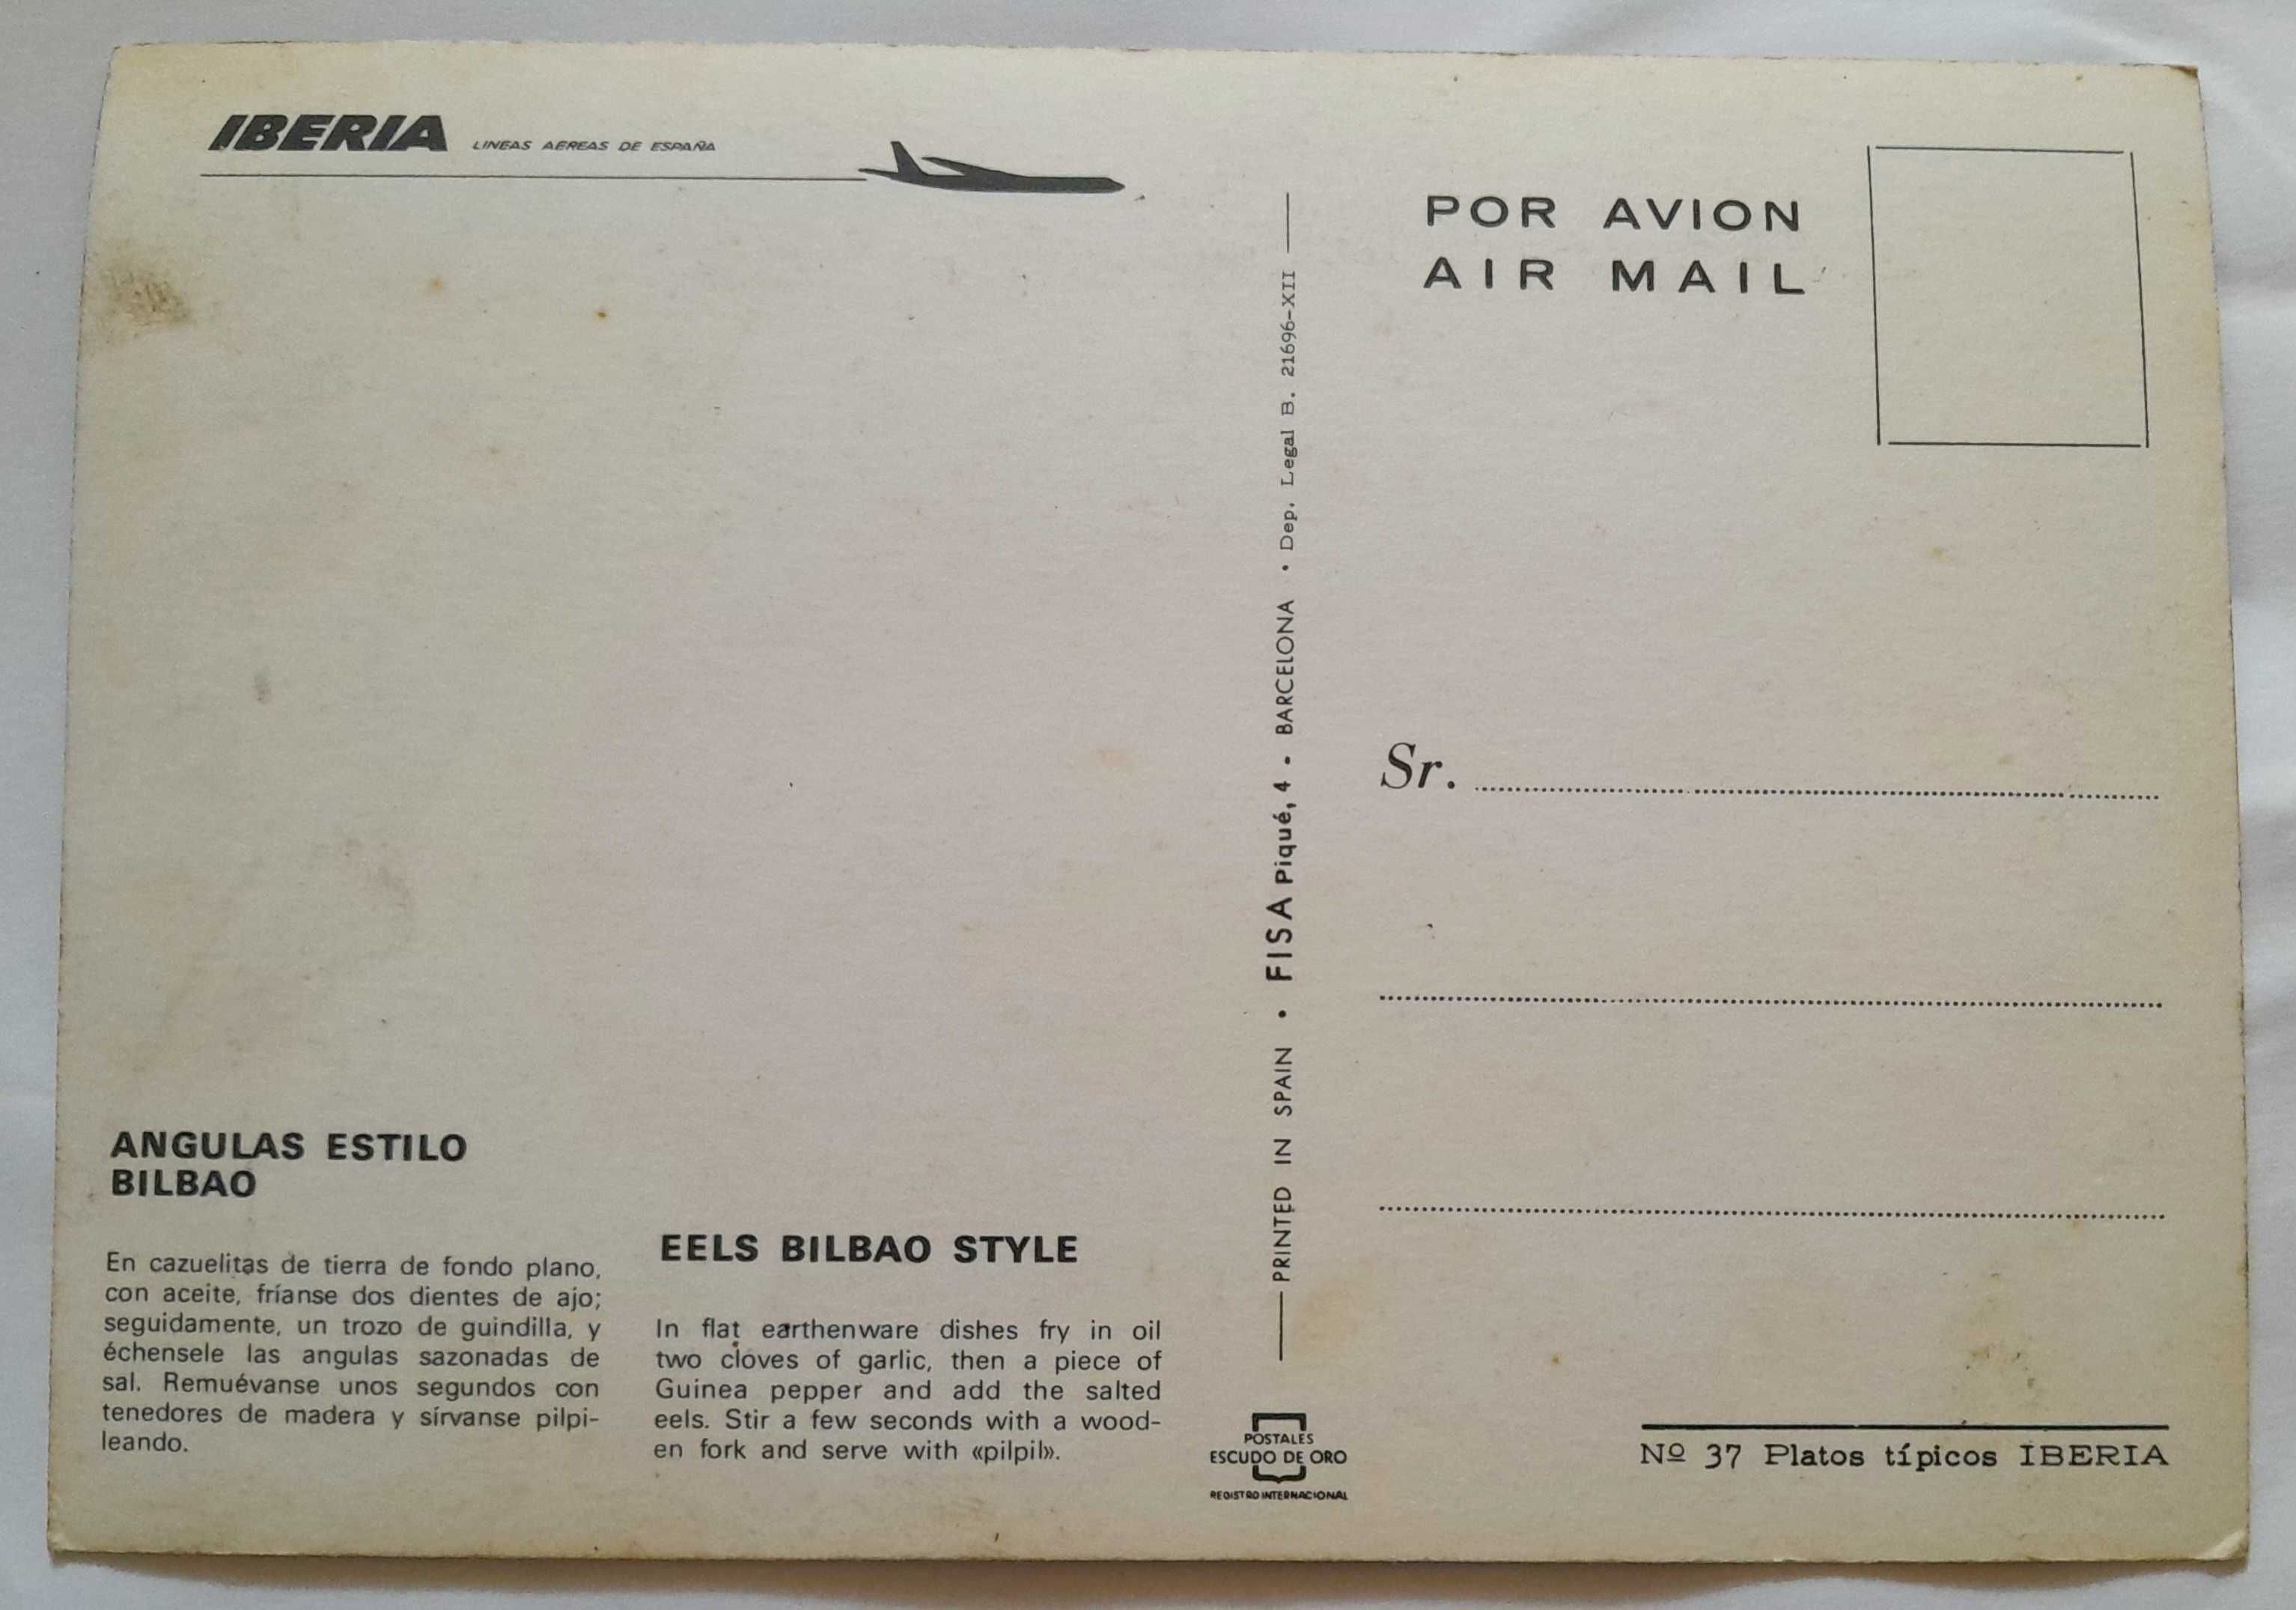 IBERIA LINEAS AEREAS DE ESPAÑA
POR AVION
AIR MAIL
Sr.
PRINTED IN SPAIN • FISA Piqué, 4 • BARCELONA • Dep. Legal B. 21696-XII
ANGULAS ESTILO
BILBAO
En cazuelitas de tierra de fondo plano,
con aceite, fríanse dos dientes de ajo;
seguidamente, un trozo de guindilla, y
échensele las angulas sazonadas de
sal. Remuévanse unos segundos con
tenedores de madera y sírvanse pilpi-
leando.
EELS BILBAO STYLE
In flat earthenware dishes fry in oil
two cloves of garlic, then a piece of
Guinea pepper and add the salted
eels. Stir a few seconds with a wood-
en fork and serve with «pilpil».
POSTALES
ESCUDO DE ORO
REGISTRO INTERNACIONAL
Nº 37 Platos típicos IBERIA